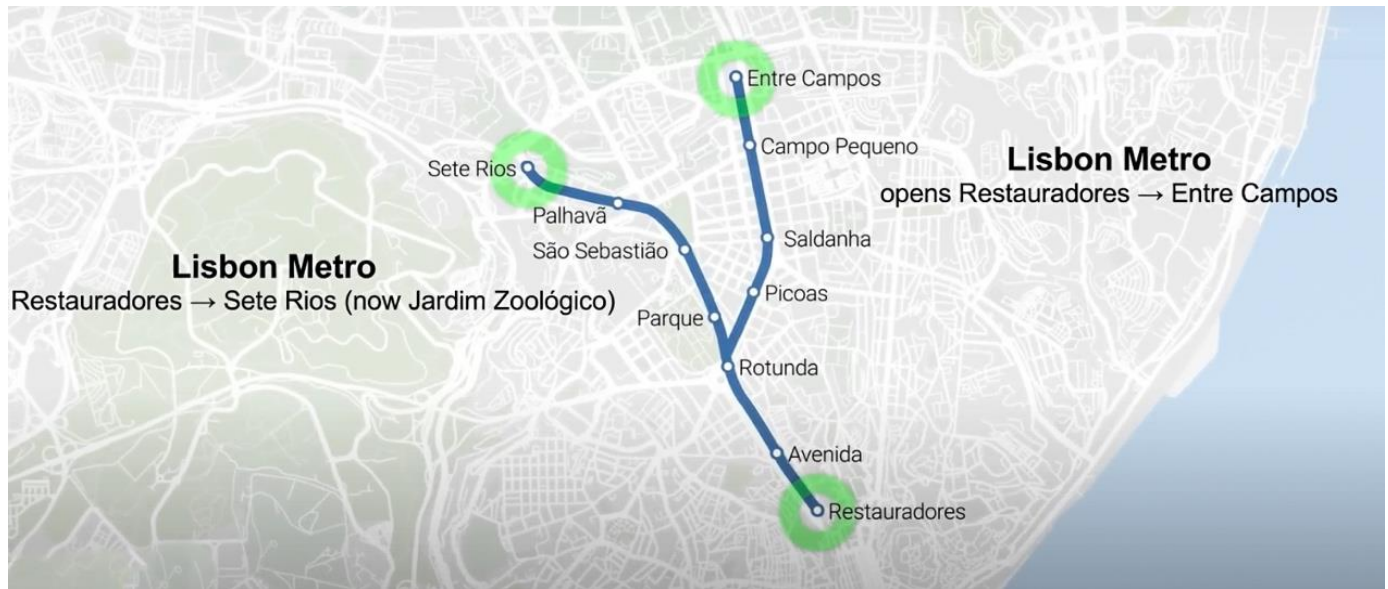 Entre Campos
Campo Pequeno
Lisbon Metro
opens Restauradores → Entre Campos
Sete Rios
Palhavã
Saldanha
São Sebastião
Lisbon Metro
Restauradores → Sete Rios (now Jardim Zoológico)
Picoas
Parque
Rotunda
Avenida
Restauradores